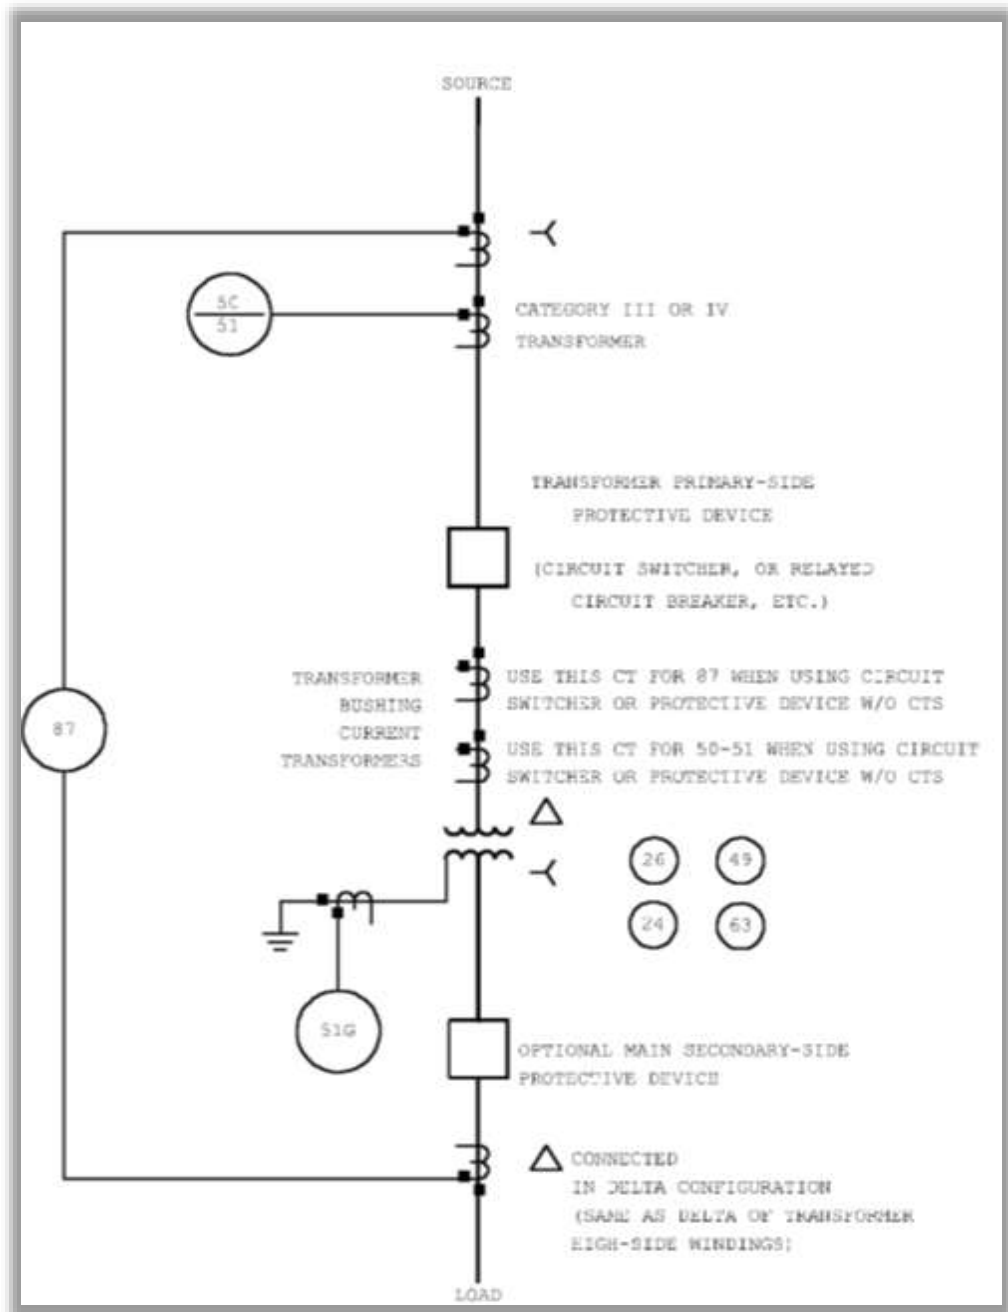 SOURCE
50
51
CATEGORY III OR IV
TRANSFORMER
TRANSFORMER PRIMARY-SIDE
PROTECTIVE DEVICE
(CIRCUIT SWITCHER, OR RELAYED
CIRCUIT BREAKER, ETC.)
TRANSFORMER
BUSHING
CURRENT
TRANSFORMERS
USE THIS CT FOR 87 WHEN USING CIRCUIT
SWITCHER OR PROTECTIVE DEVICE W/O CTS
USE THIS CT FOR 50-51 WHEN USING CIRCUIT
SWITCHER OR PROTECTIVE DEVICE W/O CTS
87
26
49
24
63
51G
OPTIONAL MAIN SECONDARY-SIDE
PROTECTIVE DEVICE
CONNECTED
IN DELTA CONFIGURATION
(SAME AS DELTA OF TRANSFORMER
HIGH-SIDE WINDINGS)
LOAD